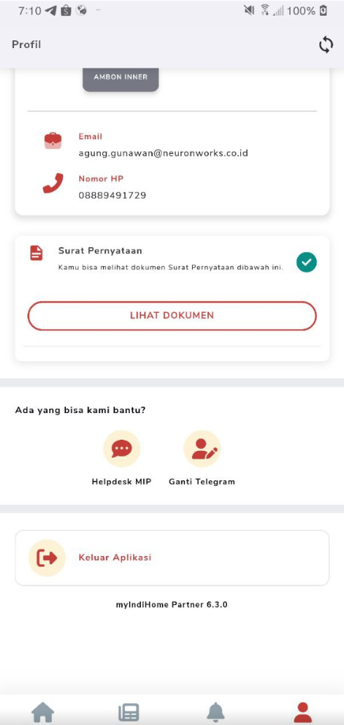 7:10
100%
Profil
AMBON INNER
Email
agung.gunawan@neuronworks.co.id
Nomor HP
08889491729
Surat Pernyataan
Kamu bisa melihat dokumen Surat Pernyataan dibawah ini.
LIHAT DOKUMEN
Ada yang bisa kami bantu?
Helpdesk MIP
Ganti Telegram
Keluar Aplikasi
myIndiHome Partner 6.3.0